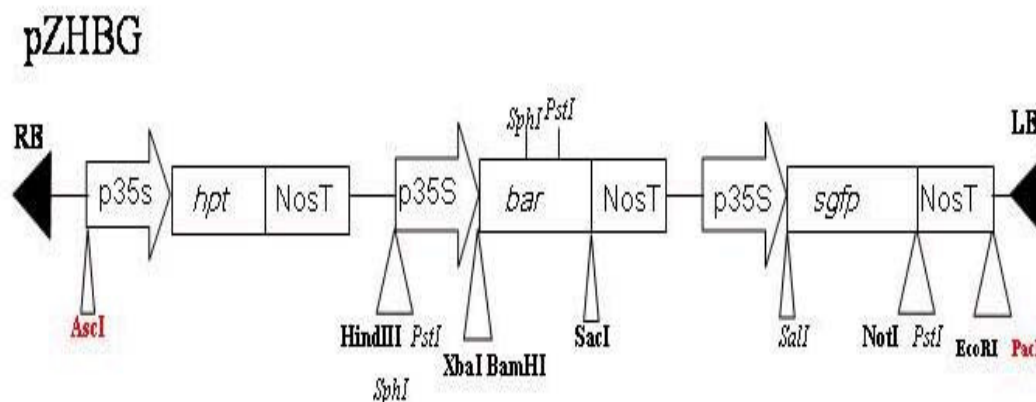 pZHBG
SphI PstI
RB LB
p35s hpt NosT p35S bar NosT p35S sgfp NosT
AscI HindIII PstI SacI SalI NotI PstI EcoRI PacI
XbaI BamHI
SphI